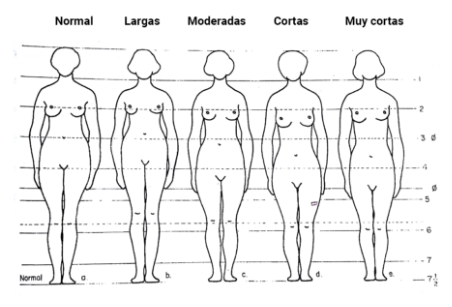 Normal Largas Moderadas Cortas Muy cortas
1
2
3 ø
4
ø
5
6
7
Normal a. b. c. d. e. 7 1/2